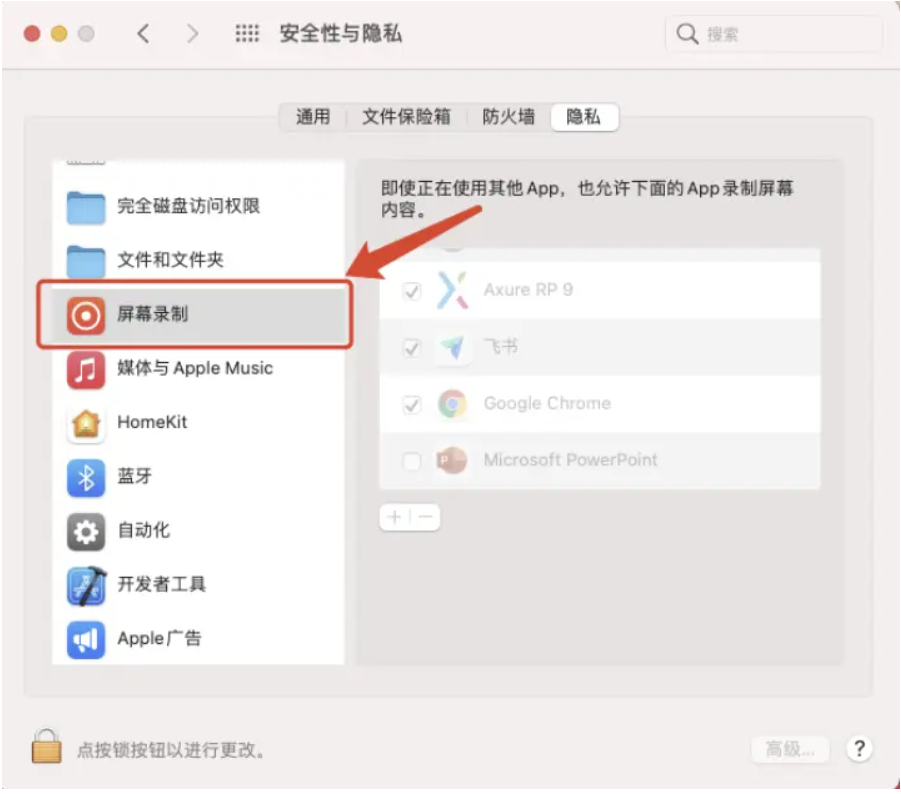 安全性与隐私
搜索
通用
文件保险箱
防火墙
隐私
完全磁盘访问权限
文件和文件夹
屏幕录制
媒体与 Apple Music
HomeKit
蓝牙
自动化
开发者工具
Apple 广告
即使正在使用其他 App，也允许下面的 App 录制屏幕
内容。
Axure RP 9
飞书
Google Chrome
Microsoft PowerPoint
点按锁按钮以进行更改。
高级...
?